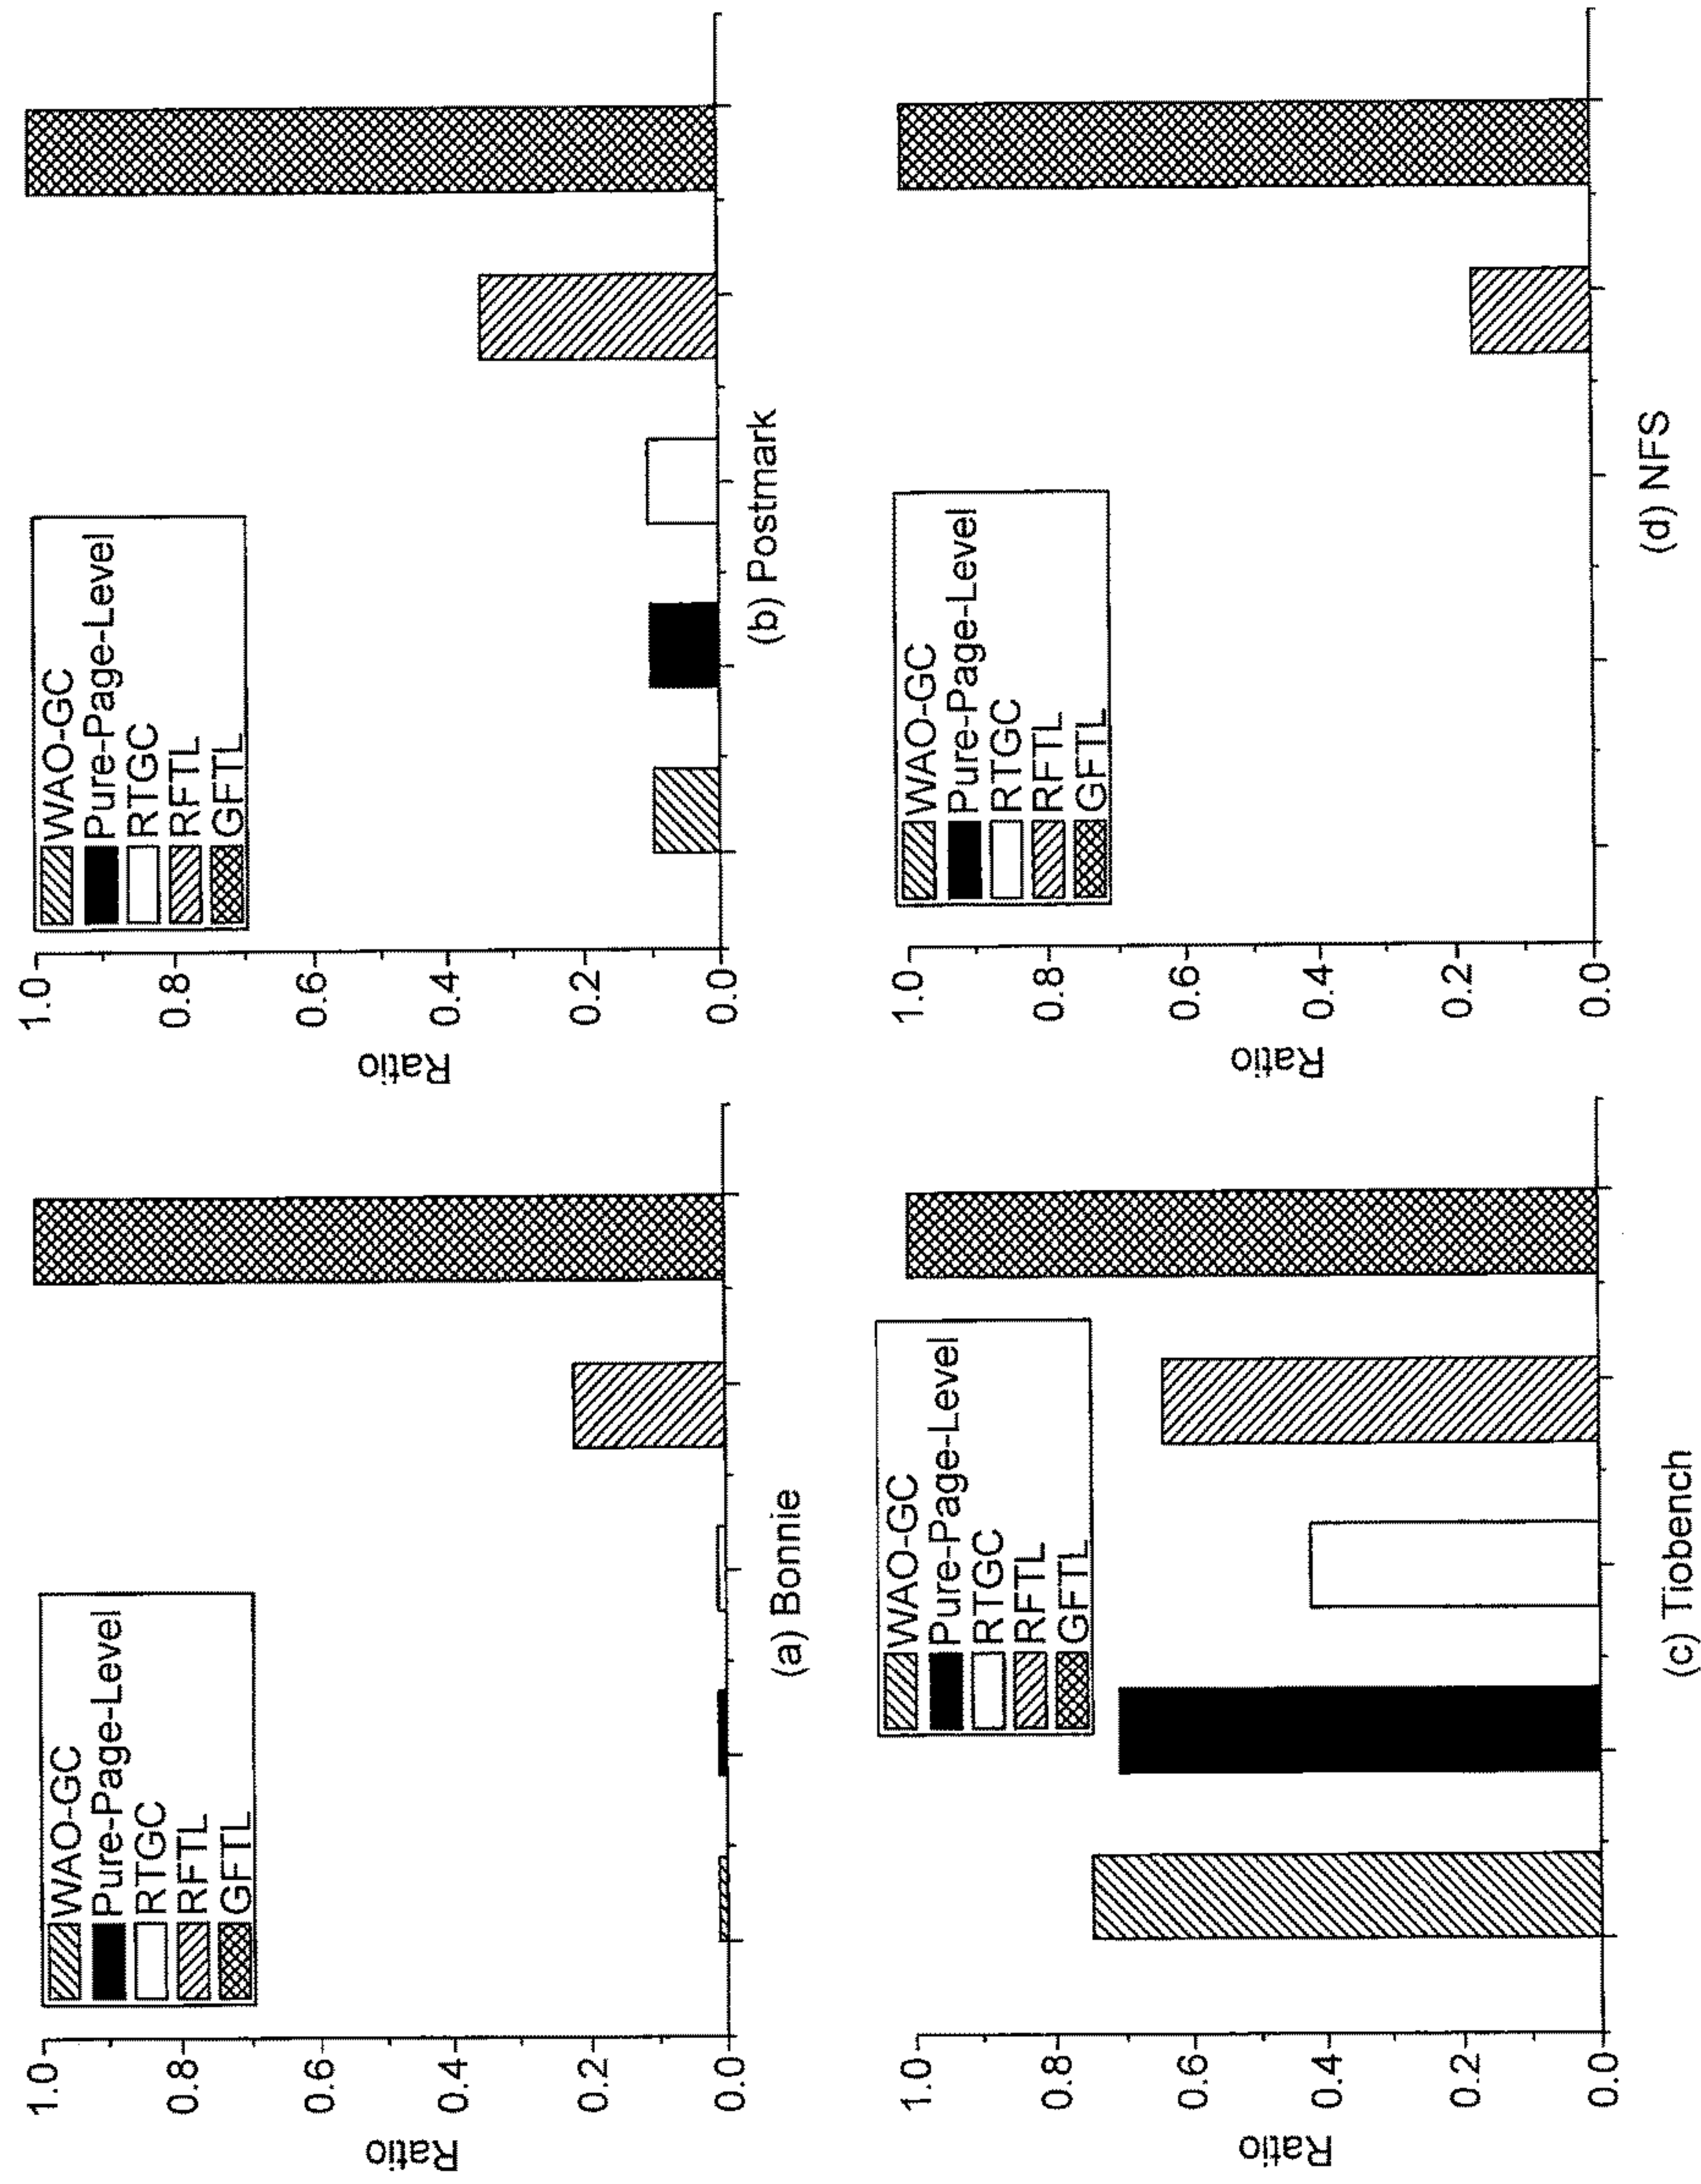 WAO-GC
Pure-Page-Level
RTGC
RFTL
GFTL
1.0
0.8
0.6
0.4
0.2
0.0
Ratio
(a) Bonnie
WAO-GC
Pure-Page-Level
RTGC
RFTL
GFTL
1.0
0.8
0.6
0.4
0.2
0.0
Ratio
(b) Postmark
WAO-GC
Pure-Page-Level
RTGC
RFTL
GFTL
1.0
0.8
0.6
0.4
0.2
0.0
Ratio
(c) Tiobench
WAO-GC
Pure-Page-Level
RTGC
RFTL
GFTL
1.0
0.8
0.6
0.4
0.2
0.0
Ratio
(d) NFS